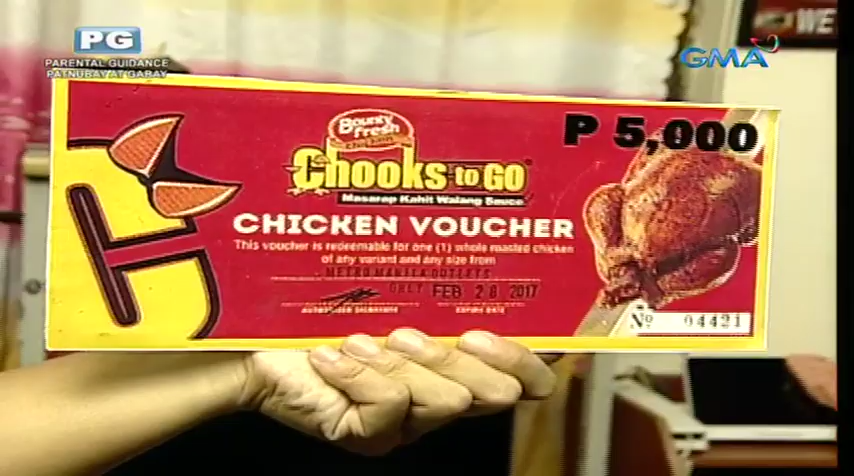 PG
PARENTAL GUIDANCE
PATNUBAY AT GABAY
GMA
WE
P 5,000
Bounty
fresh
chicken
Chooks to GO
Masarap Kahit Walang Sauce
CHICKEN VOUCHER
This voucher is redeemable for one (1) whole roasted chicken
of any variant and any size from
METRO MANILA OUTLETS
ONLY FEB 28 2017
AUTHORIZED SIGNATURE EXPIRY DATE
No 04421